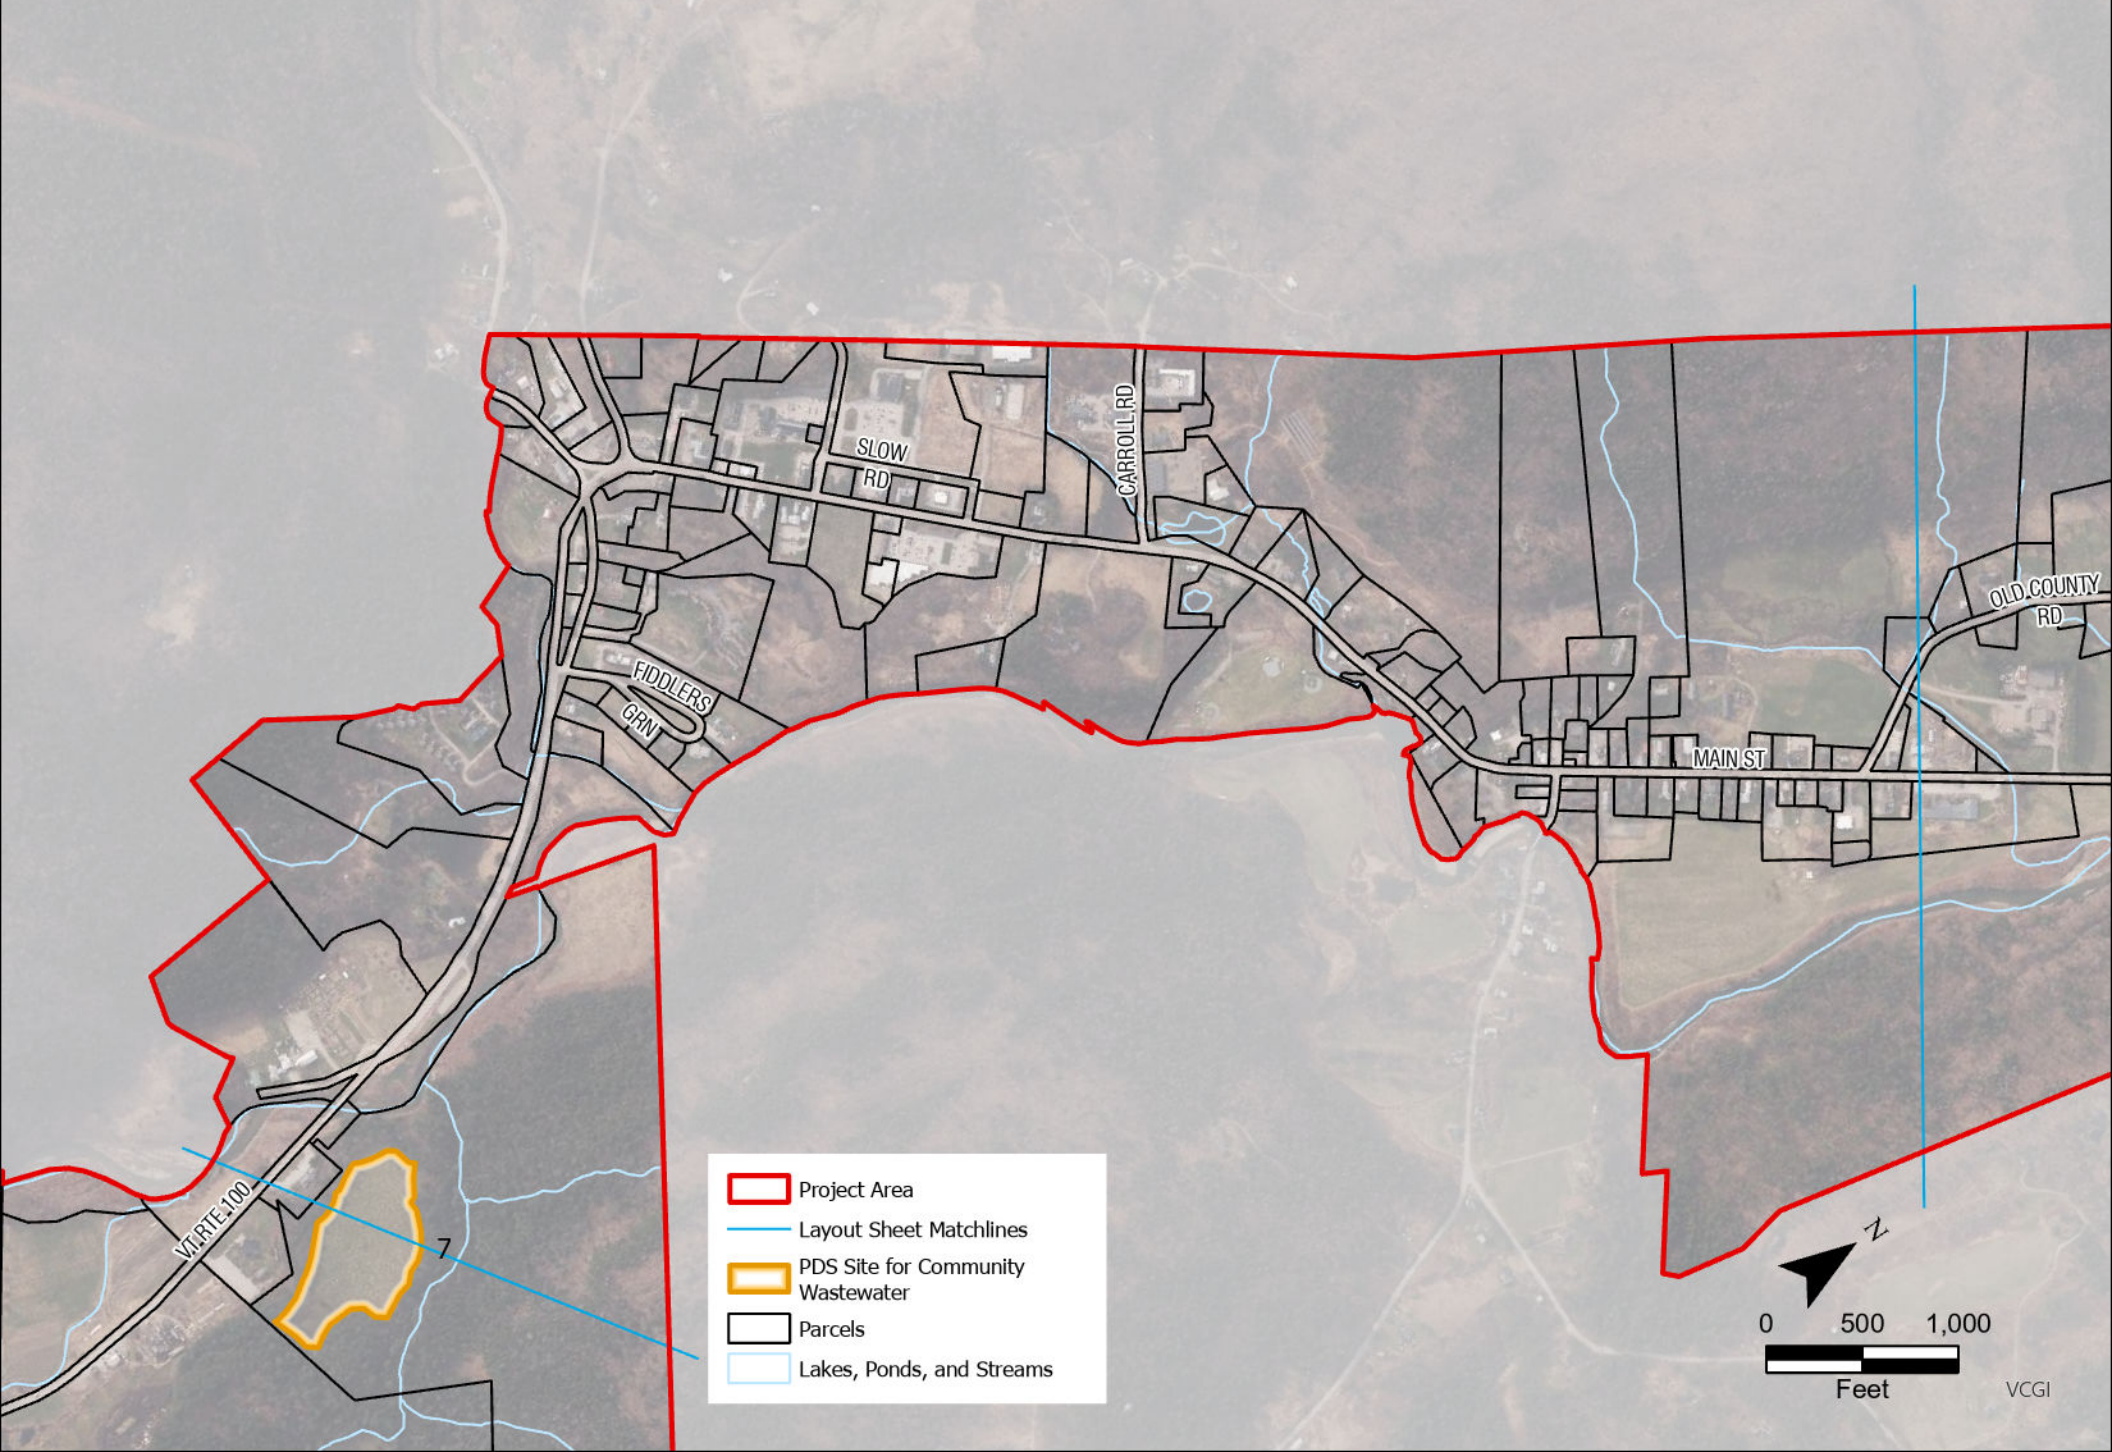 SLOW
RD
CARROLL RD
OLD COUNTY
RD
FIDDLERS
GRN
MAIN ST
VT RTE 100
7
Project Area
Layout Sheet Matchlines
PDS Site for Community
Wastewater
Parcels
Lakes, Ponds, and Streams
N
0 500 1,000
Feet
VCGI